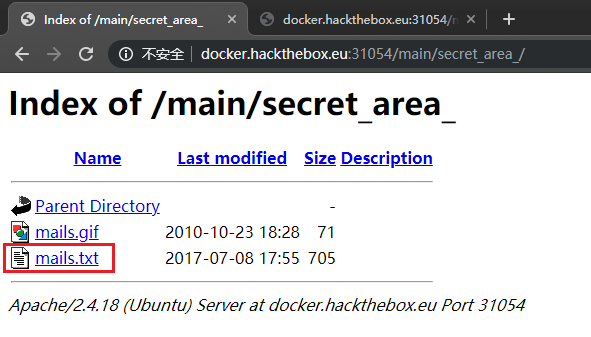 Index of /main/secret_area_
docker.hackthebox.eu:31054/m
不安全 docker.hackthebox.eu:31054/main/secret_area_/
Index of /main/secret_area_
Name Last modified Size Description
Parent Directory -
mails.gif 2010-10-23 18:28 71
mails.txt 2017-07-08 17:55 705
Apache/2.4.18 (Ubuntu) Server at docker.hackthebox.eu Port 31054